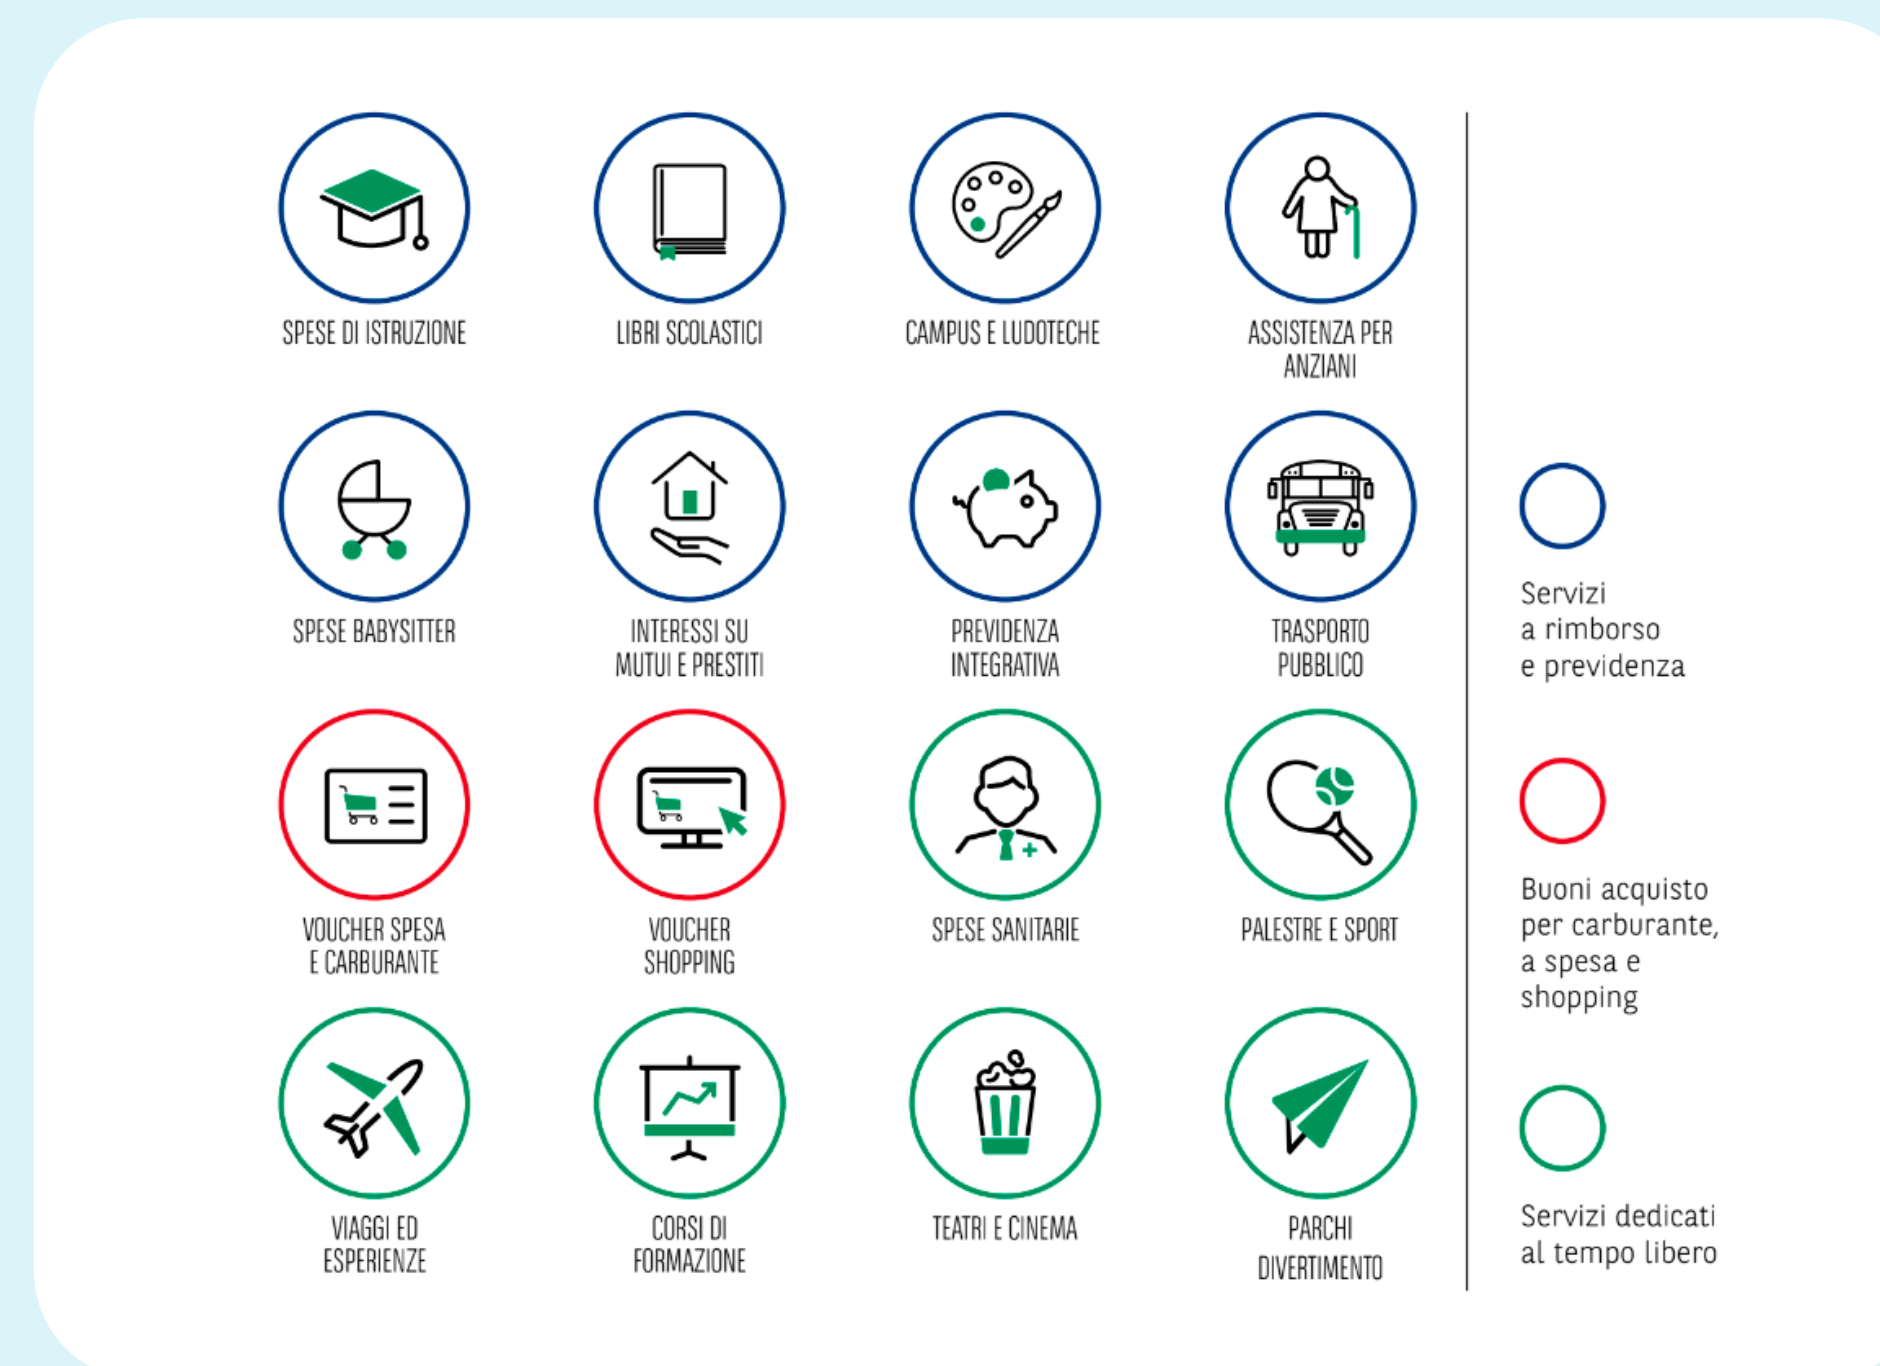 SPESE DI ISTRUZIONE
LIBRI SCOLASTICI
CAMPUS E LUDOTECHE
ASSISTENZA PER
ANZIANI
SPESE BABYSITTER
INTERESSI SU
MUTUI E PRESTITI
PREVIDENZA
INTEGRATIVA
TRASPORTO
PUBBLICO
VOUCHER SPESA
E CARBURANTE
VOUCHER
SHOPPING
SPESE SANITARIE
PALESTRE E SPORT
VIAGGI ED
ESPERIENZE
CORSI DI
FORMAZIONE
TEATRI E CINEMA
PARCHI
DIVERTIMENTO
Servizi
a rimborso
e previdenza
Buoni acquisto
per carburante,
a spesa e
shopping
Servizi dedicati
al tempo libero